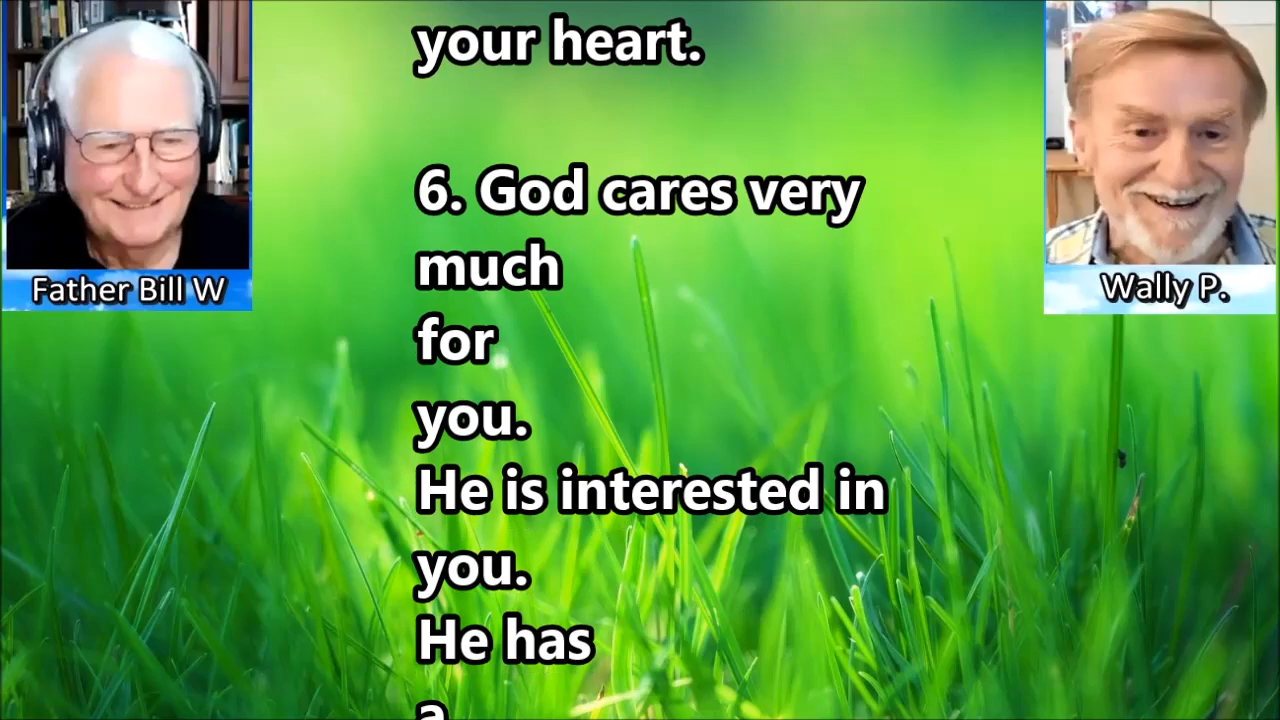 your heart.
6. God cares very
much
for
you.
He is interested in
you.
He has
a
Father Bill W
Wally P.